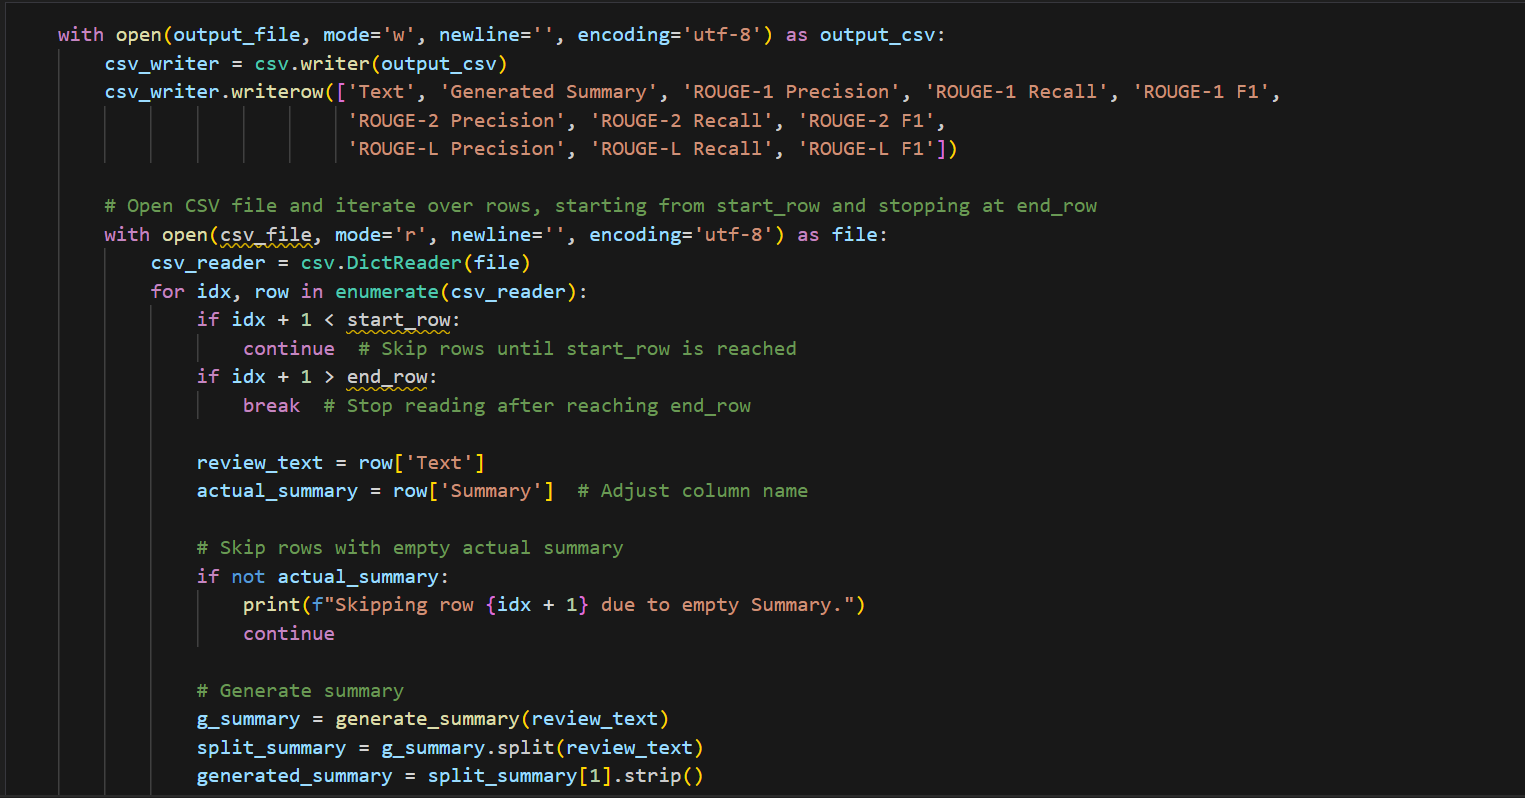 with open(output_file, mode='w', newline='', encoding='utf-8') as output_csv:
csv_writer = csv.writer(output_csv)
csv_writer.writerow(['Text', 'Generated Summary', 'ROUGE-1 Precision', 'ROUGE-1 Recall', 'ROUGE-1 F1',
'ROUGE-2 Precision', 'ROUGE-2 Recall', 'ROUGE-2 F1',
'ROUGE-L Precision', 'ROUGE-L Recall', 'ROUGE-L F1'])
# Open CSV file and iterate over rows, starting from start_row and stopping at end_row
with open(csv_file, mode='r', newline='', encoding='utf-8') as file:
csv_reader = csv.DictReader(file)
for idx, row in enumerate(csv_reader):
if idx + 1 < start_row:
continue  # Skip rows until start_row is reached
if idx + 1 > end_row:
break  # Stop reading after reaching end_row
review_text = row['Text']
actual_summary = row['Summary']  # Adjust column name
# Skip rows with empty actual summary
if not actual_summary:
print(f"Skipping row {idx + 1} due to empty Summary.")
continue
# Generate summary
g_summary = generate_summary(review_text)
split_summary = g_summary.split(review_text)
generated_summary = split_summary[1].strip()